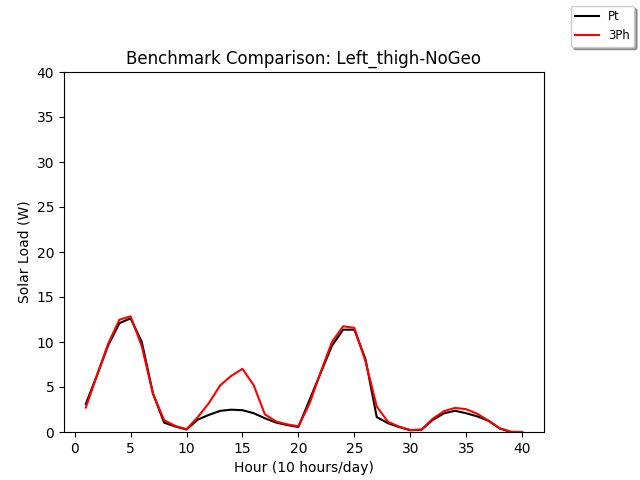 Pt
3Ph
Benchmark Comparison: Left_thigh-NoGeo
40
35
30
25
20
15
10
5
0
Solar Load (W)
0 5 10 15 20 25 30 35 40
Hour (10 hours/day)